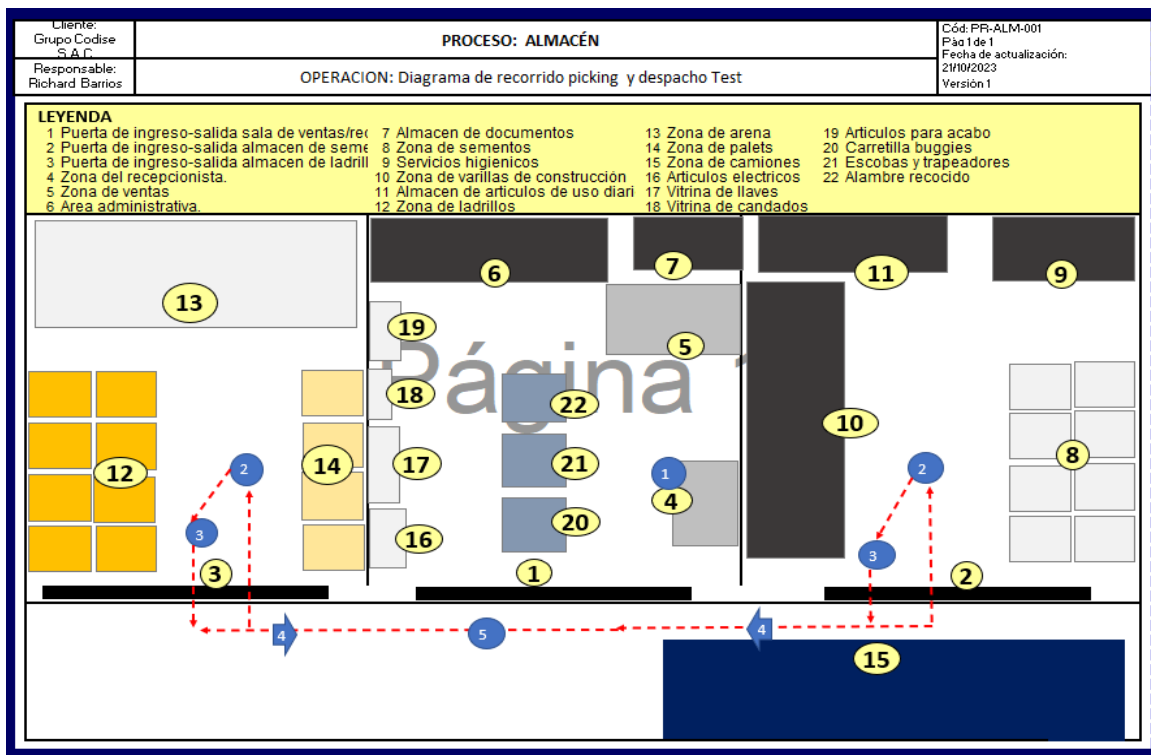 Cliente:
Grupo Codise
S.A.C
Responsable:
Richard Barrios
PROCESO: ALMACÉN
OPERACION: Diagrama de recorrido picking y despacho Test
Cód: PR-ALM-001
Pàg 1 de 1
Fecha de actualización:
21/10/2023
Versión 1
LEYENDA
1 Puerta de ingreso-salida sala de ventas/rec
2 Puerta de ingreso-salida almacen de seme
3 Puerta de ingreso-salida almacen de ladrill
4 Zona del recepcionista.
5 Zona de ventas
6 Area administrativa.
7 Almacen de documentos
8 Zona de sementos
9 Servicios higienicos
10 Zona de varillas de construcción
11 Almacen de articulos de uso diari
12 Zona de ladrillos
13 Zona de arena
14 Zona de palets
15 Zona de camiones
16 Articulos electricos
17 Vitrina de llaves
18 Vitrina de candados
19 Articulos para acabo
20 Carretilla buggies
21 Escobas y trapeadores
22 Alambre recocido
6
7
11
9
13
19
5
Página 1
18
22
10
12
2
14
17
21
1
4
2
8
3
16
20
3
3
1
2
4
5
4
15